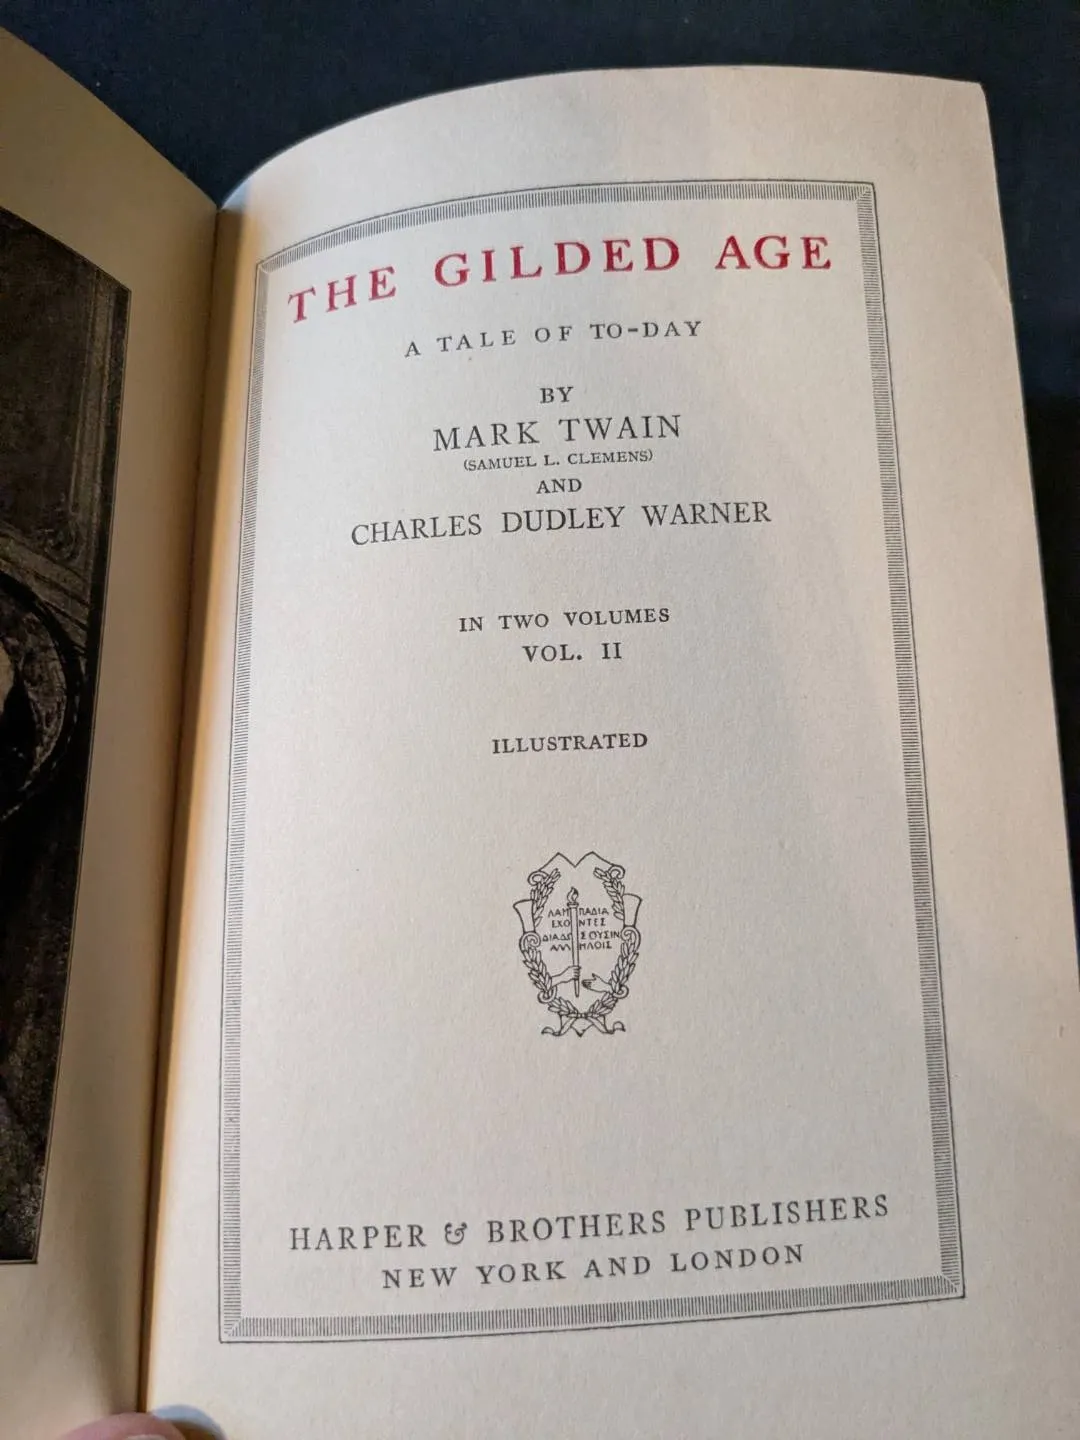 THE GILDED AGE
A TALE OF TO-DAY
BY
MARK TWAIN
(SAMUEL L. CLEMENS)
AND
CHARLES DUDLEY WARNER
IN TWO VOLUMES
VOL. II
ILLUSTRATED
ΛΑΜΠΑΔΙΑ
ΕΧΟΝΤΕΣ
ΔΙΑΔΩΣΟΥΣΙΝ
ΑΛΛΗΛΟΙΣ
HARPER & BROTHERS PUBLISHERS
NEW YORK AND LONDON